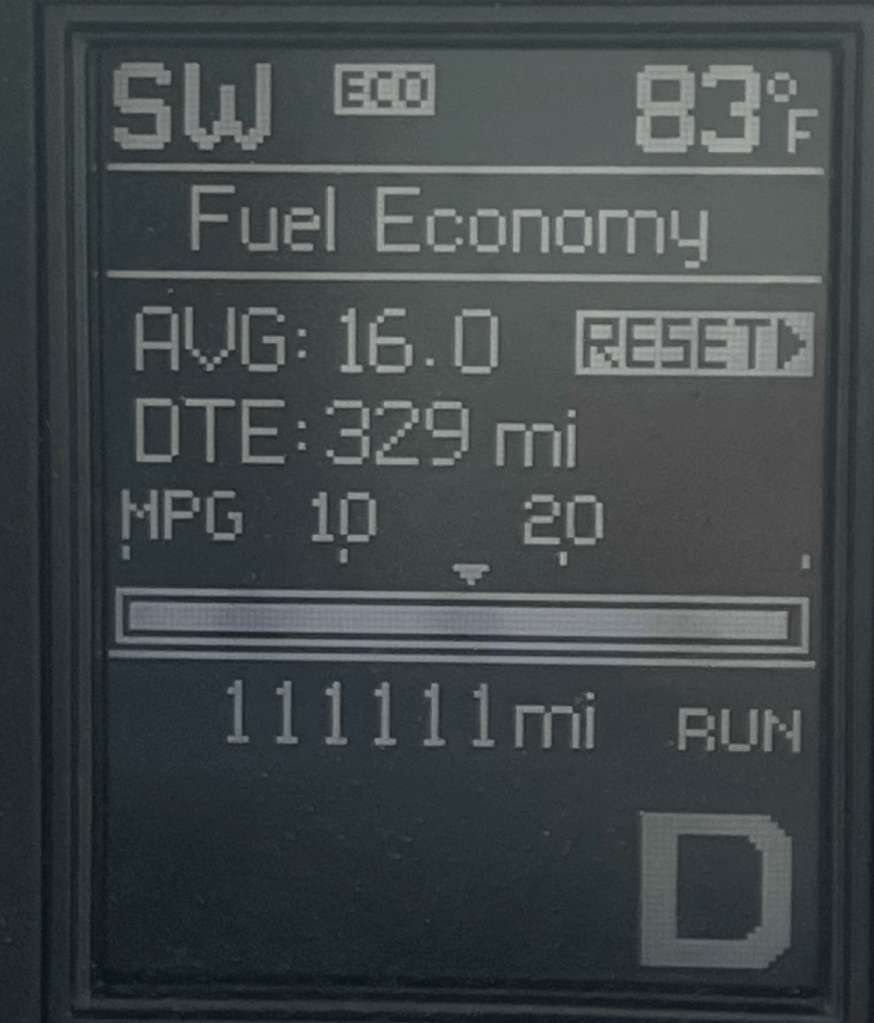 SW ECO 83°F
Fuel Economy
AVG: 16.0 RESET
DTE: 329 mi
MPG 10 20
111111mi RUN
D